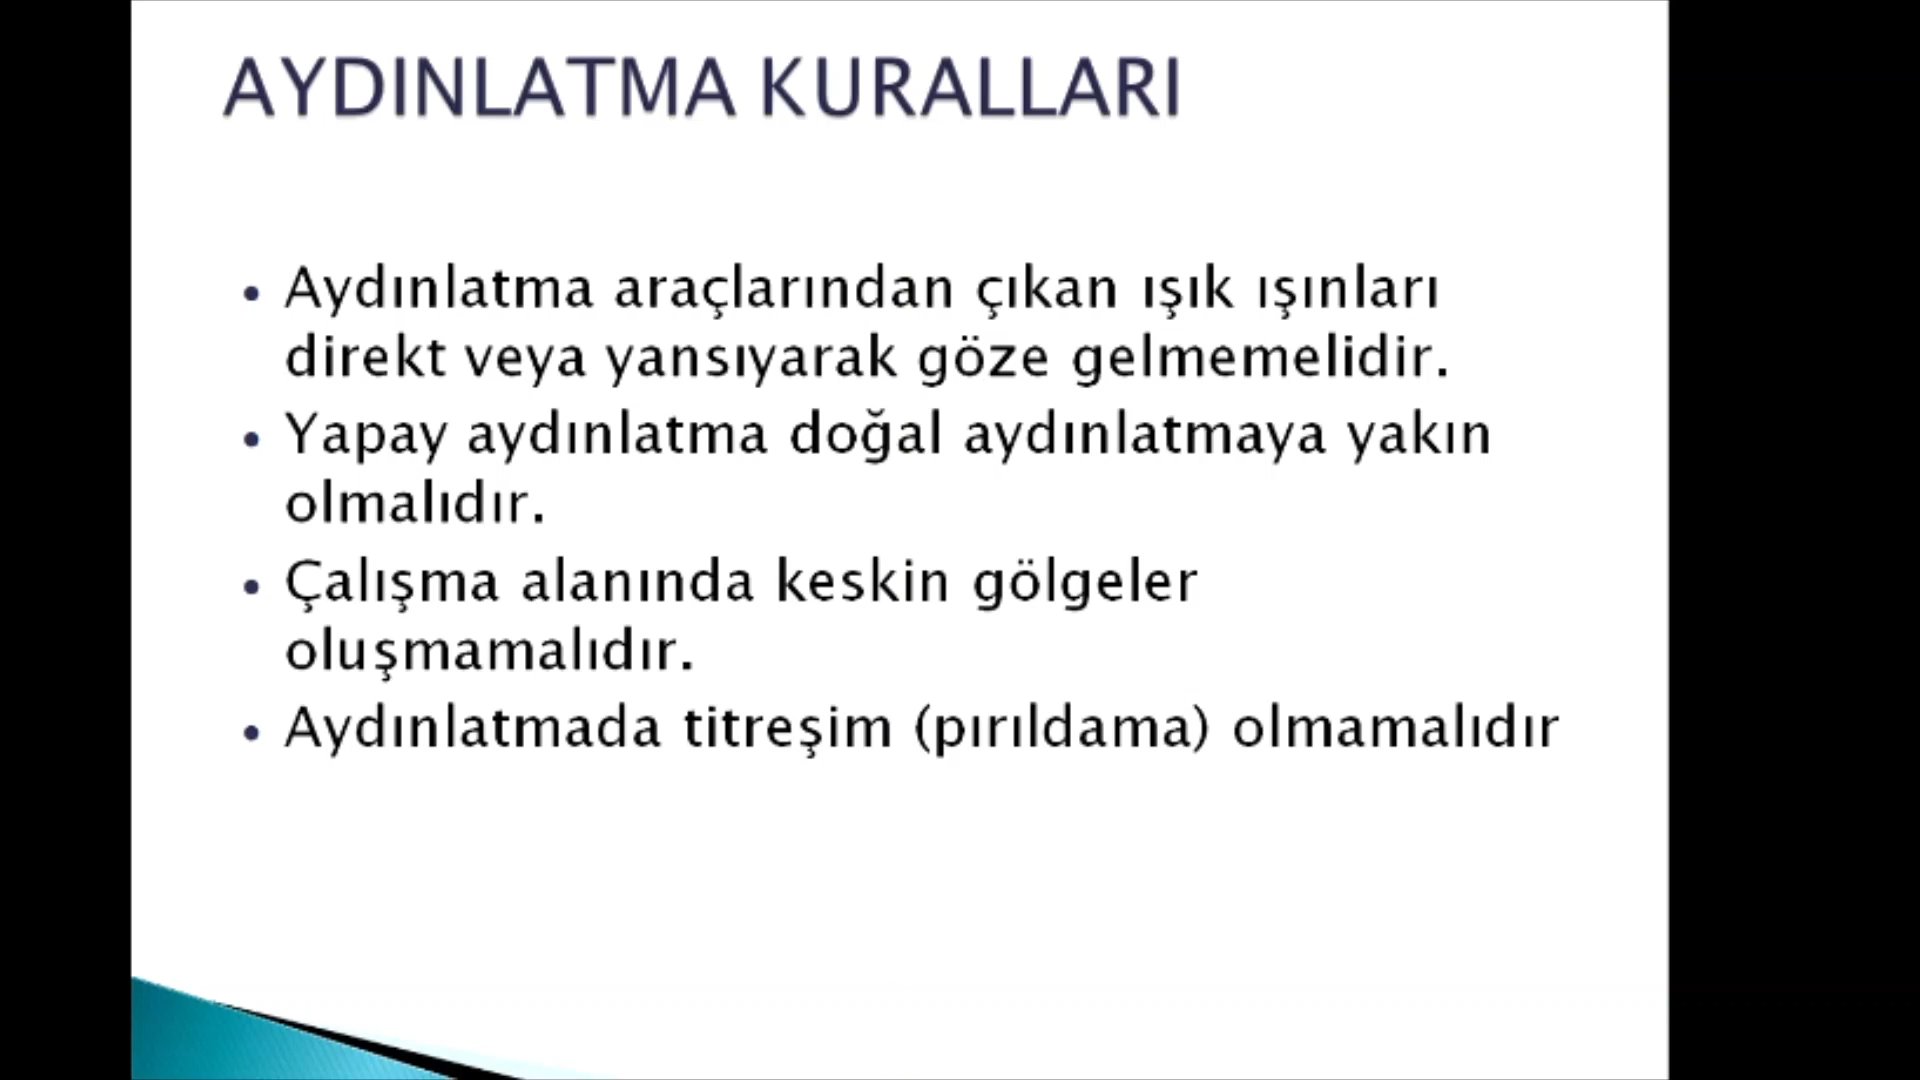 AYDINLATMA KURALLARI
• Aydınlatma araçlarından çıkan ışık ışınları
direkt veya yansıyarak göze gelmemelidir.
• Yapay aydınlatma doğal aydınlatmaya yakın
olmalıdır.
• Çalışma alanında keskin gölgeler
oluşmamalıdır.
• Aydınlatmada titreşim (pırıldama) olmamalıdır